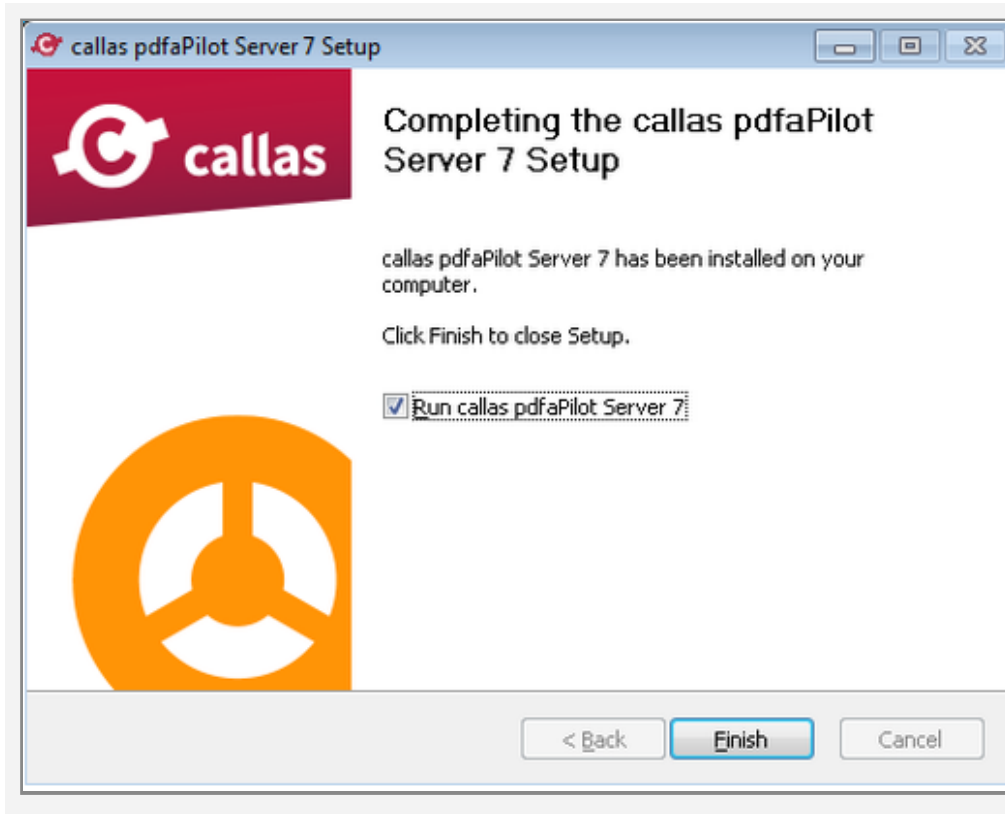 callas pdfaPilot Server 7 Setup
callas
Completing the callas pdfaPilot
Server 7 Setup
callas pdfaPilot Server 7 has been installed on your
computer.
Click Finish to close Setup.
Run callas pdfaPilot Server 7
< Back
Finish
Cancel